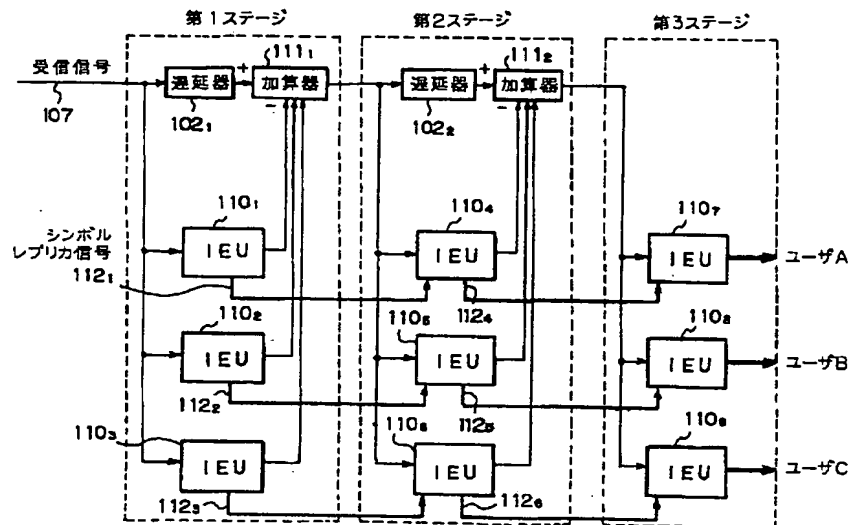 第1ステージ
第2ステージ
第3ステージ
受信信号
107
遅延器
102₁
+
加算器
111₁
−
遅延器
102₂
+
加算器
111₂
−
シンボル
レプリカ信号
110₁
IEU
112₁
110₄
IEU
112₄
110₇
IEU
ユーザA
110₂
IEU
112₂
110₅
IEU
112₅
110₈
IEU
ユーザB
110₃
IEU
112₃
110₆
IEU
112₆
110₉
IEU
ユーザC